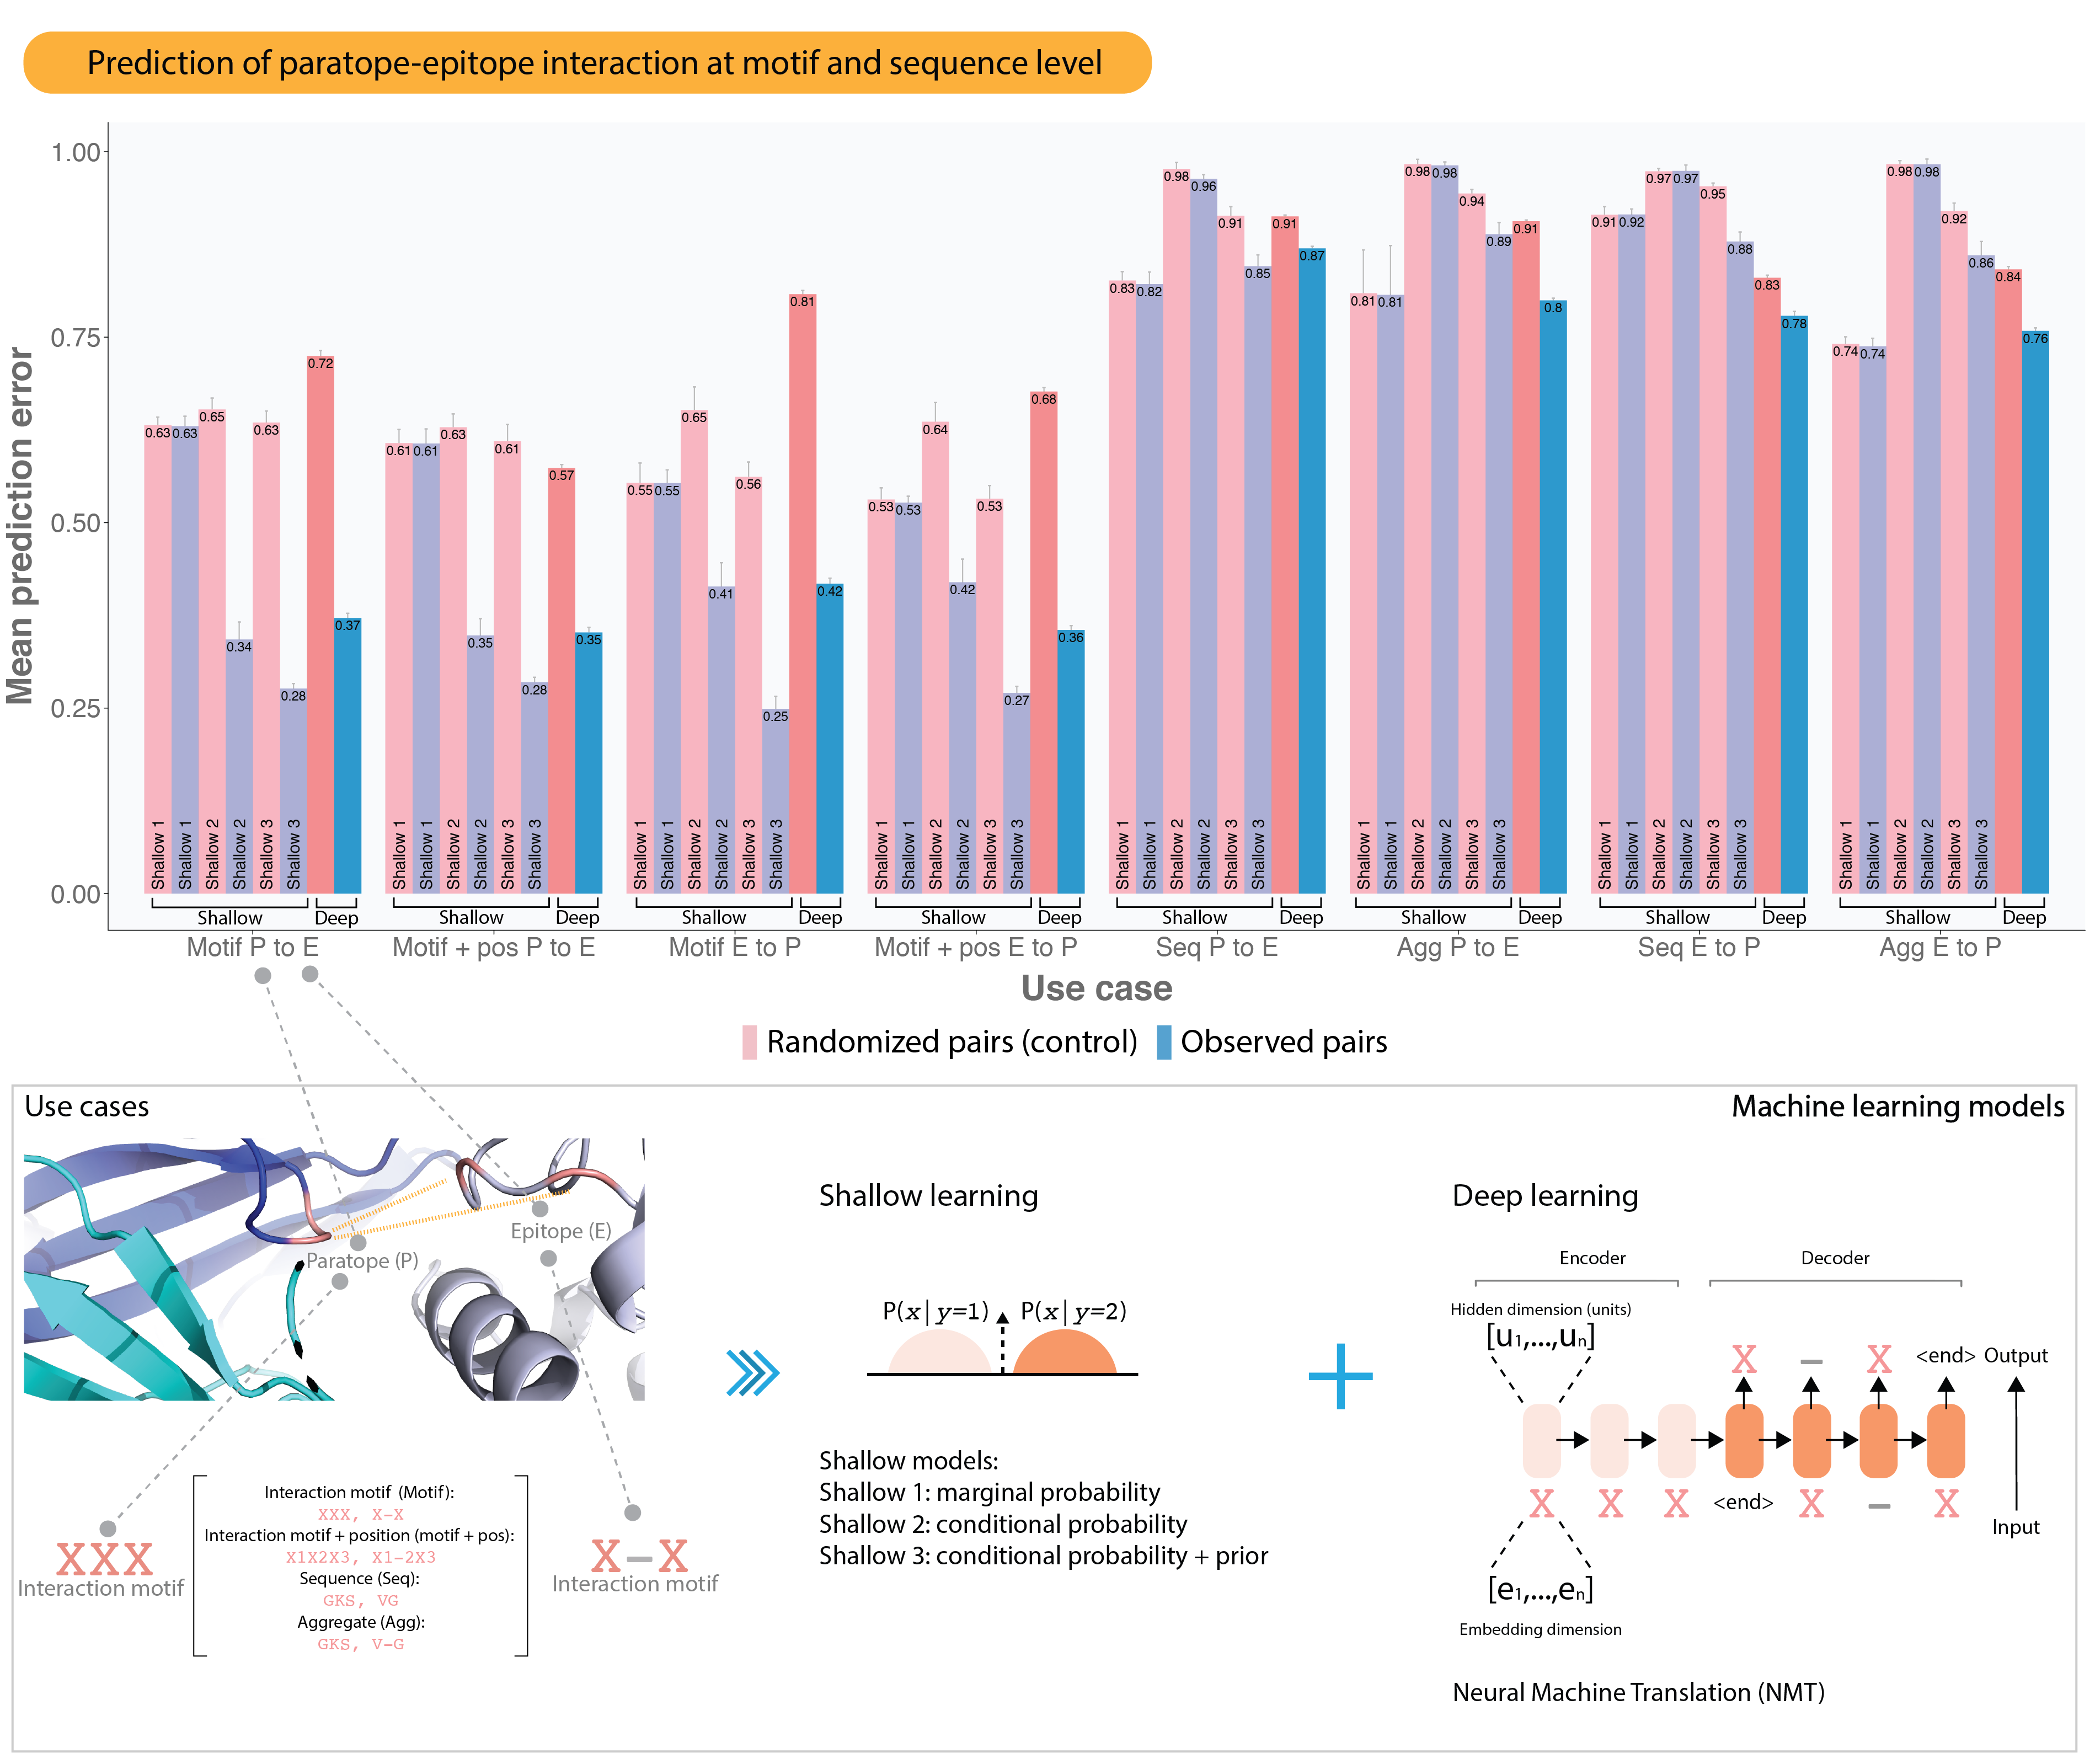 Prediction of paratope-epitope interaction at motif and sequence level
Mean prediction error
1.00
0.75
0.50
0.25
0.00
0.63 0.63 0.65 0.34 0.63 0.28 0.72 0.37
0.61 0.61 0.63 0.35 0.61 0.28 0.57 0.35
0.55 0.55 0.65 0.41 0.56 0.25 0.81 0.42
0.53 0.53 0.64 0.42 0.53 0.27 0.68 0.36
0.83 0.82 0.98 0.96 0.91 0.85 0.91 0.87
0.81 0.81 0.98 0.98 0.94 0.89 0.91 0.8
0.91 0.92 0.97 0.97 0.95 0.88 0.83 0.78
0.74 0.74 0.98 0.98 0.92 0.86 0.84 0.76
Shallow 1 Shallow 1 Shallow 2 Shallow 2 Shallow 3 Shallow 3
Shallow 1 Shallow 1 Shallow 2 Shallow 2 Shallow 3 Shallow 3
Shallow 1 Shallow 1 Shallow 2 Shallow 2 Shallow 3 Shallow 3
Shallow 1 Shallow 1 Shallow 2 Shallow 2 Shallow 3 Shallow 3
Shallow 1 Shallow 1 Shallow 2 Shallow 2 Shallow 3 Shallow 3
Shallow 1 Shallow 1 Shallow 2 Shallow 2 Shallow 3 Shallow 3
Shallow 1 Shallow 1 Shallow 2 Shallow 2 Shallow 3 Shallow 3
Shallow 1 Shallow 1 Shallow 2 Shallow 2 Shallow 3 Shallow 3
Shallow Deep Shallow Deep Shallow Deep Shallow Deep Shallow Deep Shallow Deep Shallow Deep Shallow Deep
Motif P to E Motif + pos P to E Motif E to P Motif + pos E to P Seq P to E Agg P to E Seq E to P Agg E to P
Use case
Randomized pairs (control) Observed pairs
Use cases
Machine learning models
Paratope (P)
Epitope (E)
XXX
Interaction motif
Interaction motif (Motif):
XXX, X-X
Interaction motif + position (motif + pos):
X1X2X3, X1-2X3
Sequence (Seq):
GKS, VG
Aggregate (Agg):
GKS, V-G
X-X
Interaction motif
Shallow learning
P(x|y=1) P(x|y=2)
Shallow models:
Shallow 1: marginal probability
Shallow 2: conditional probability
Shallow 3: conditional probability + prior
Deep learning
Encoder Decoder
Hidden dimension (units)
[u1,...,un]
X – X <end> Output
X X X <end> X – X
Input
[e1,...,en]
Embedding dimension
Neural Machine Translation (NMT)